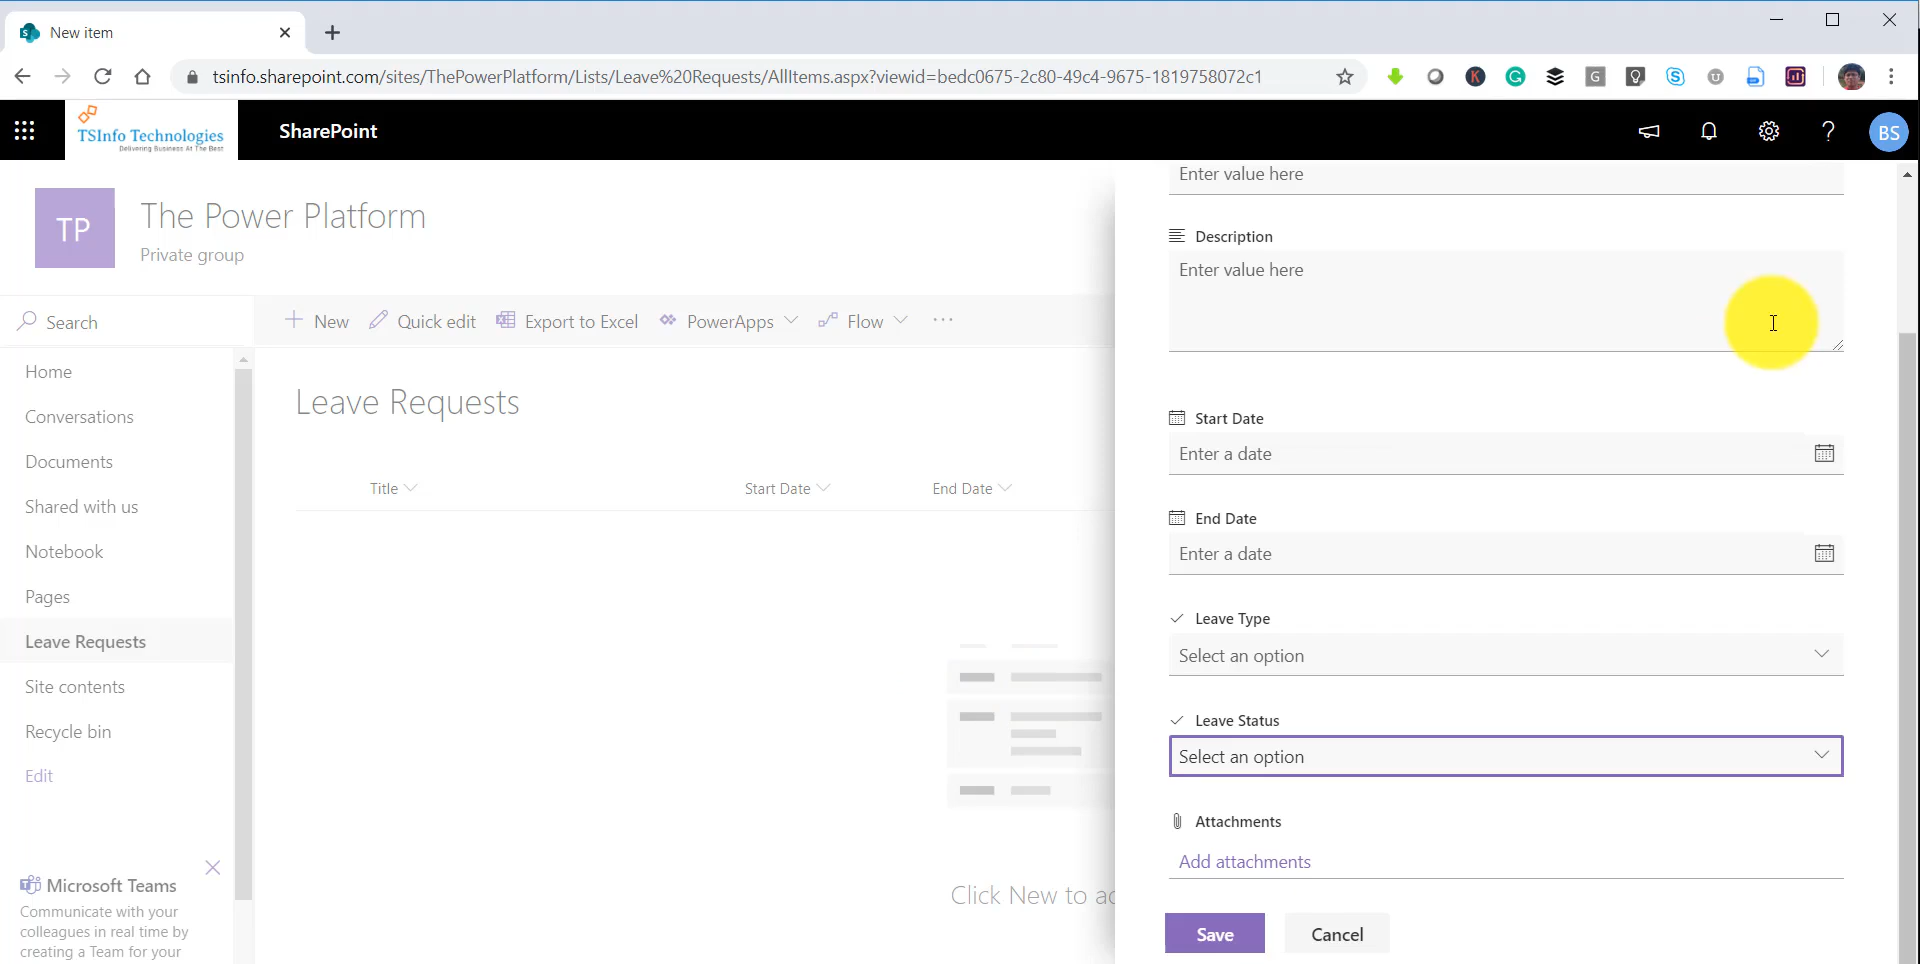 New item
tsinfo.sharepoint.com/sites/ThePowerPlatform/Lists/Leave%20Requests/AllItems.aspx?viewid=bedc0675-2c80-49c4-9675-1819758072c1
TSInfo Technologies
Delivering Business At The Best
SharePoint
BS
TP
The Power Platform
Private group
Search
New
Quick edit
Export to Excel
PowerApps
Flow
Home
Conversations
Documents
Shared with us
Notebook
Pages
Leave Requests
Site contents
Recycle bin
Edit
Microsoft Teams
Communicate with your
colleagues in real time by
creating a Team for your
Leave Requests
Title
Start Date
End Date
Click New to ad
Enter value here
Description
Enter value here
Start Date
Enter a date
End Date
Enter a date
Leave Type
Select an option
Leave Status
Select an option
Attachments
Add attachments
Save
Cancel